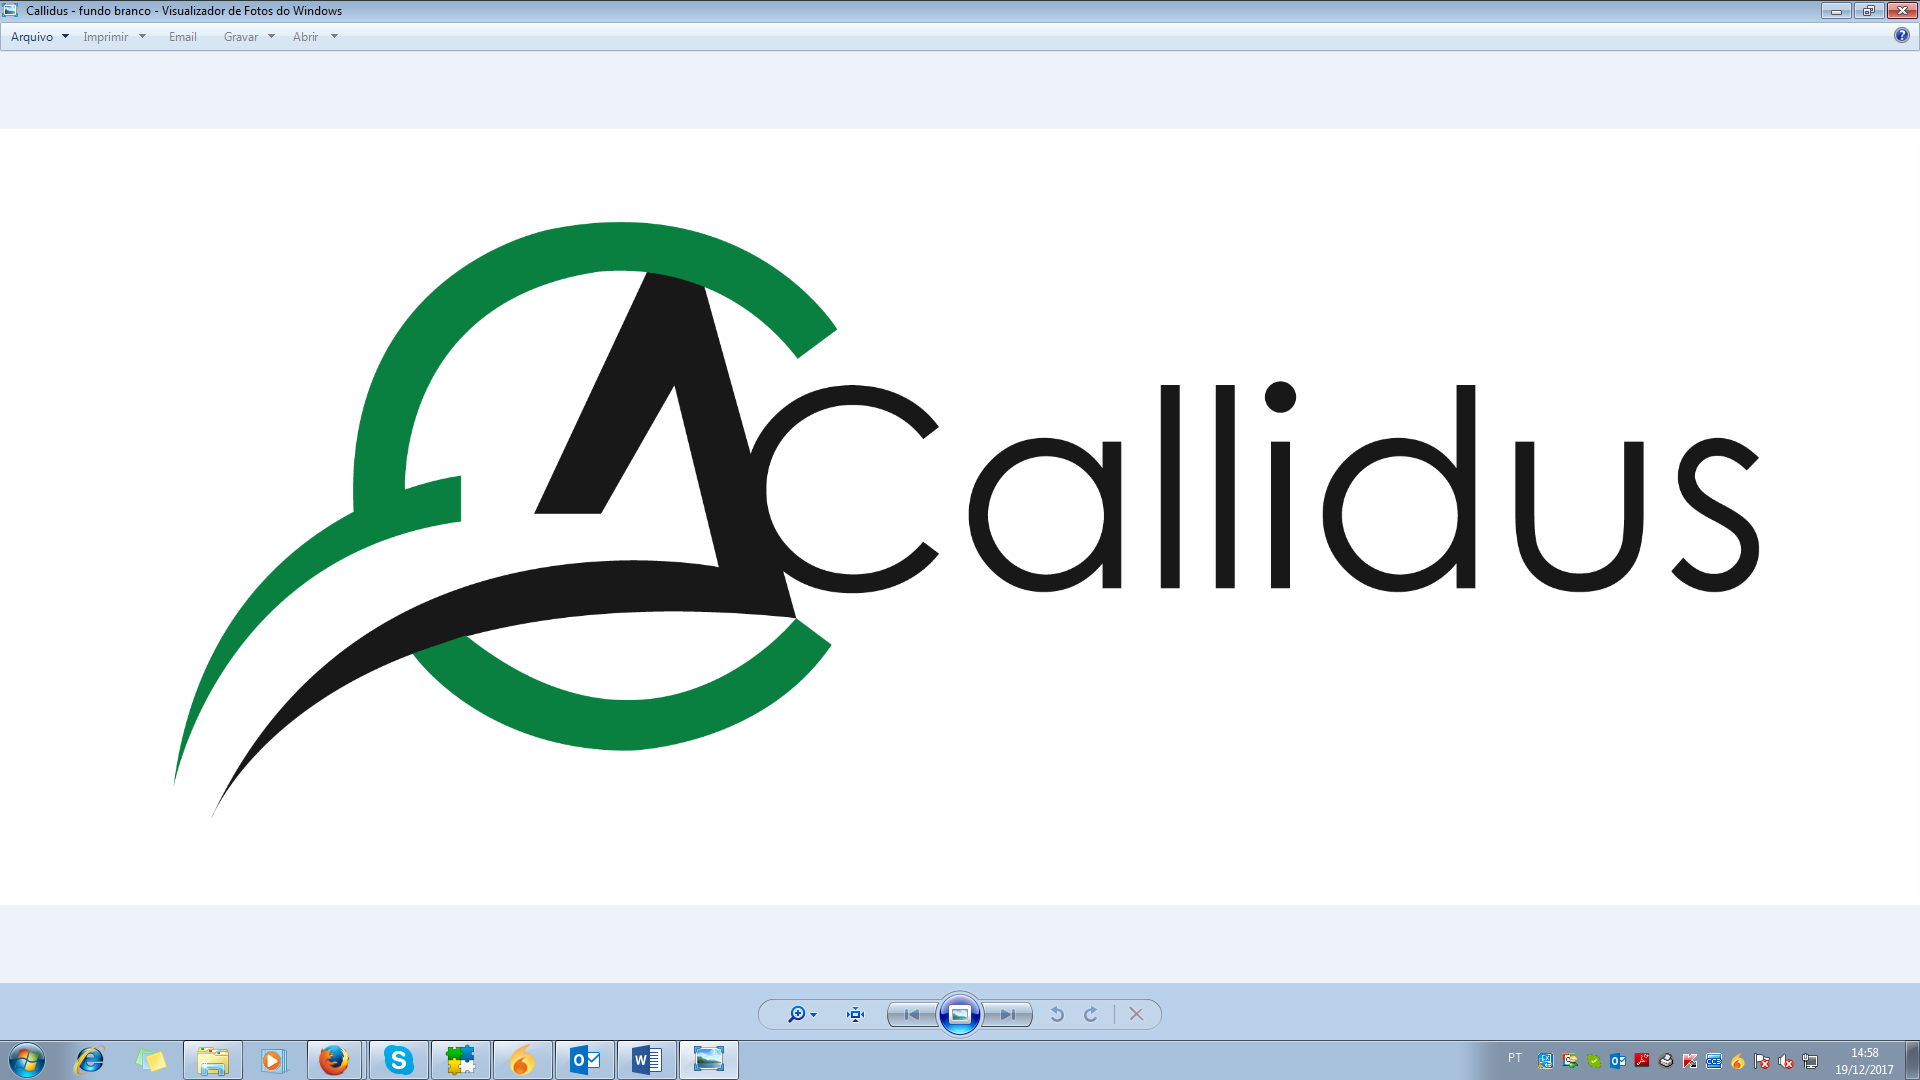 Callidus - fundo branco - Visualizador de Fotos do Windows
Arquivo Imprimir Email Gravar Abrir
Callidus
PT
14:58
19/12/2017